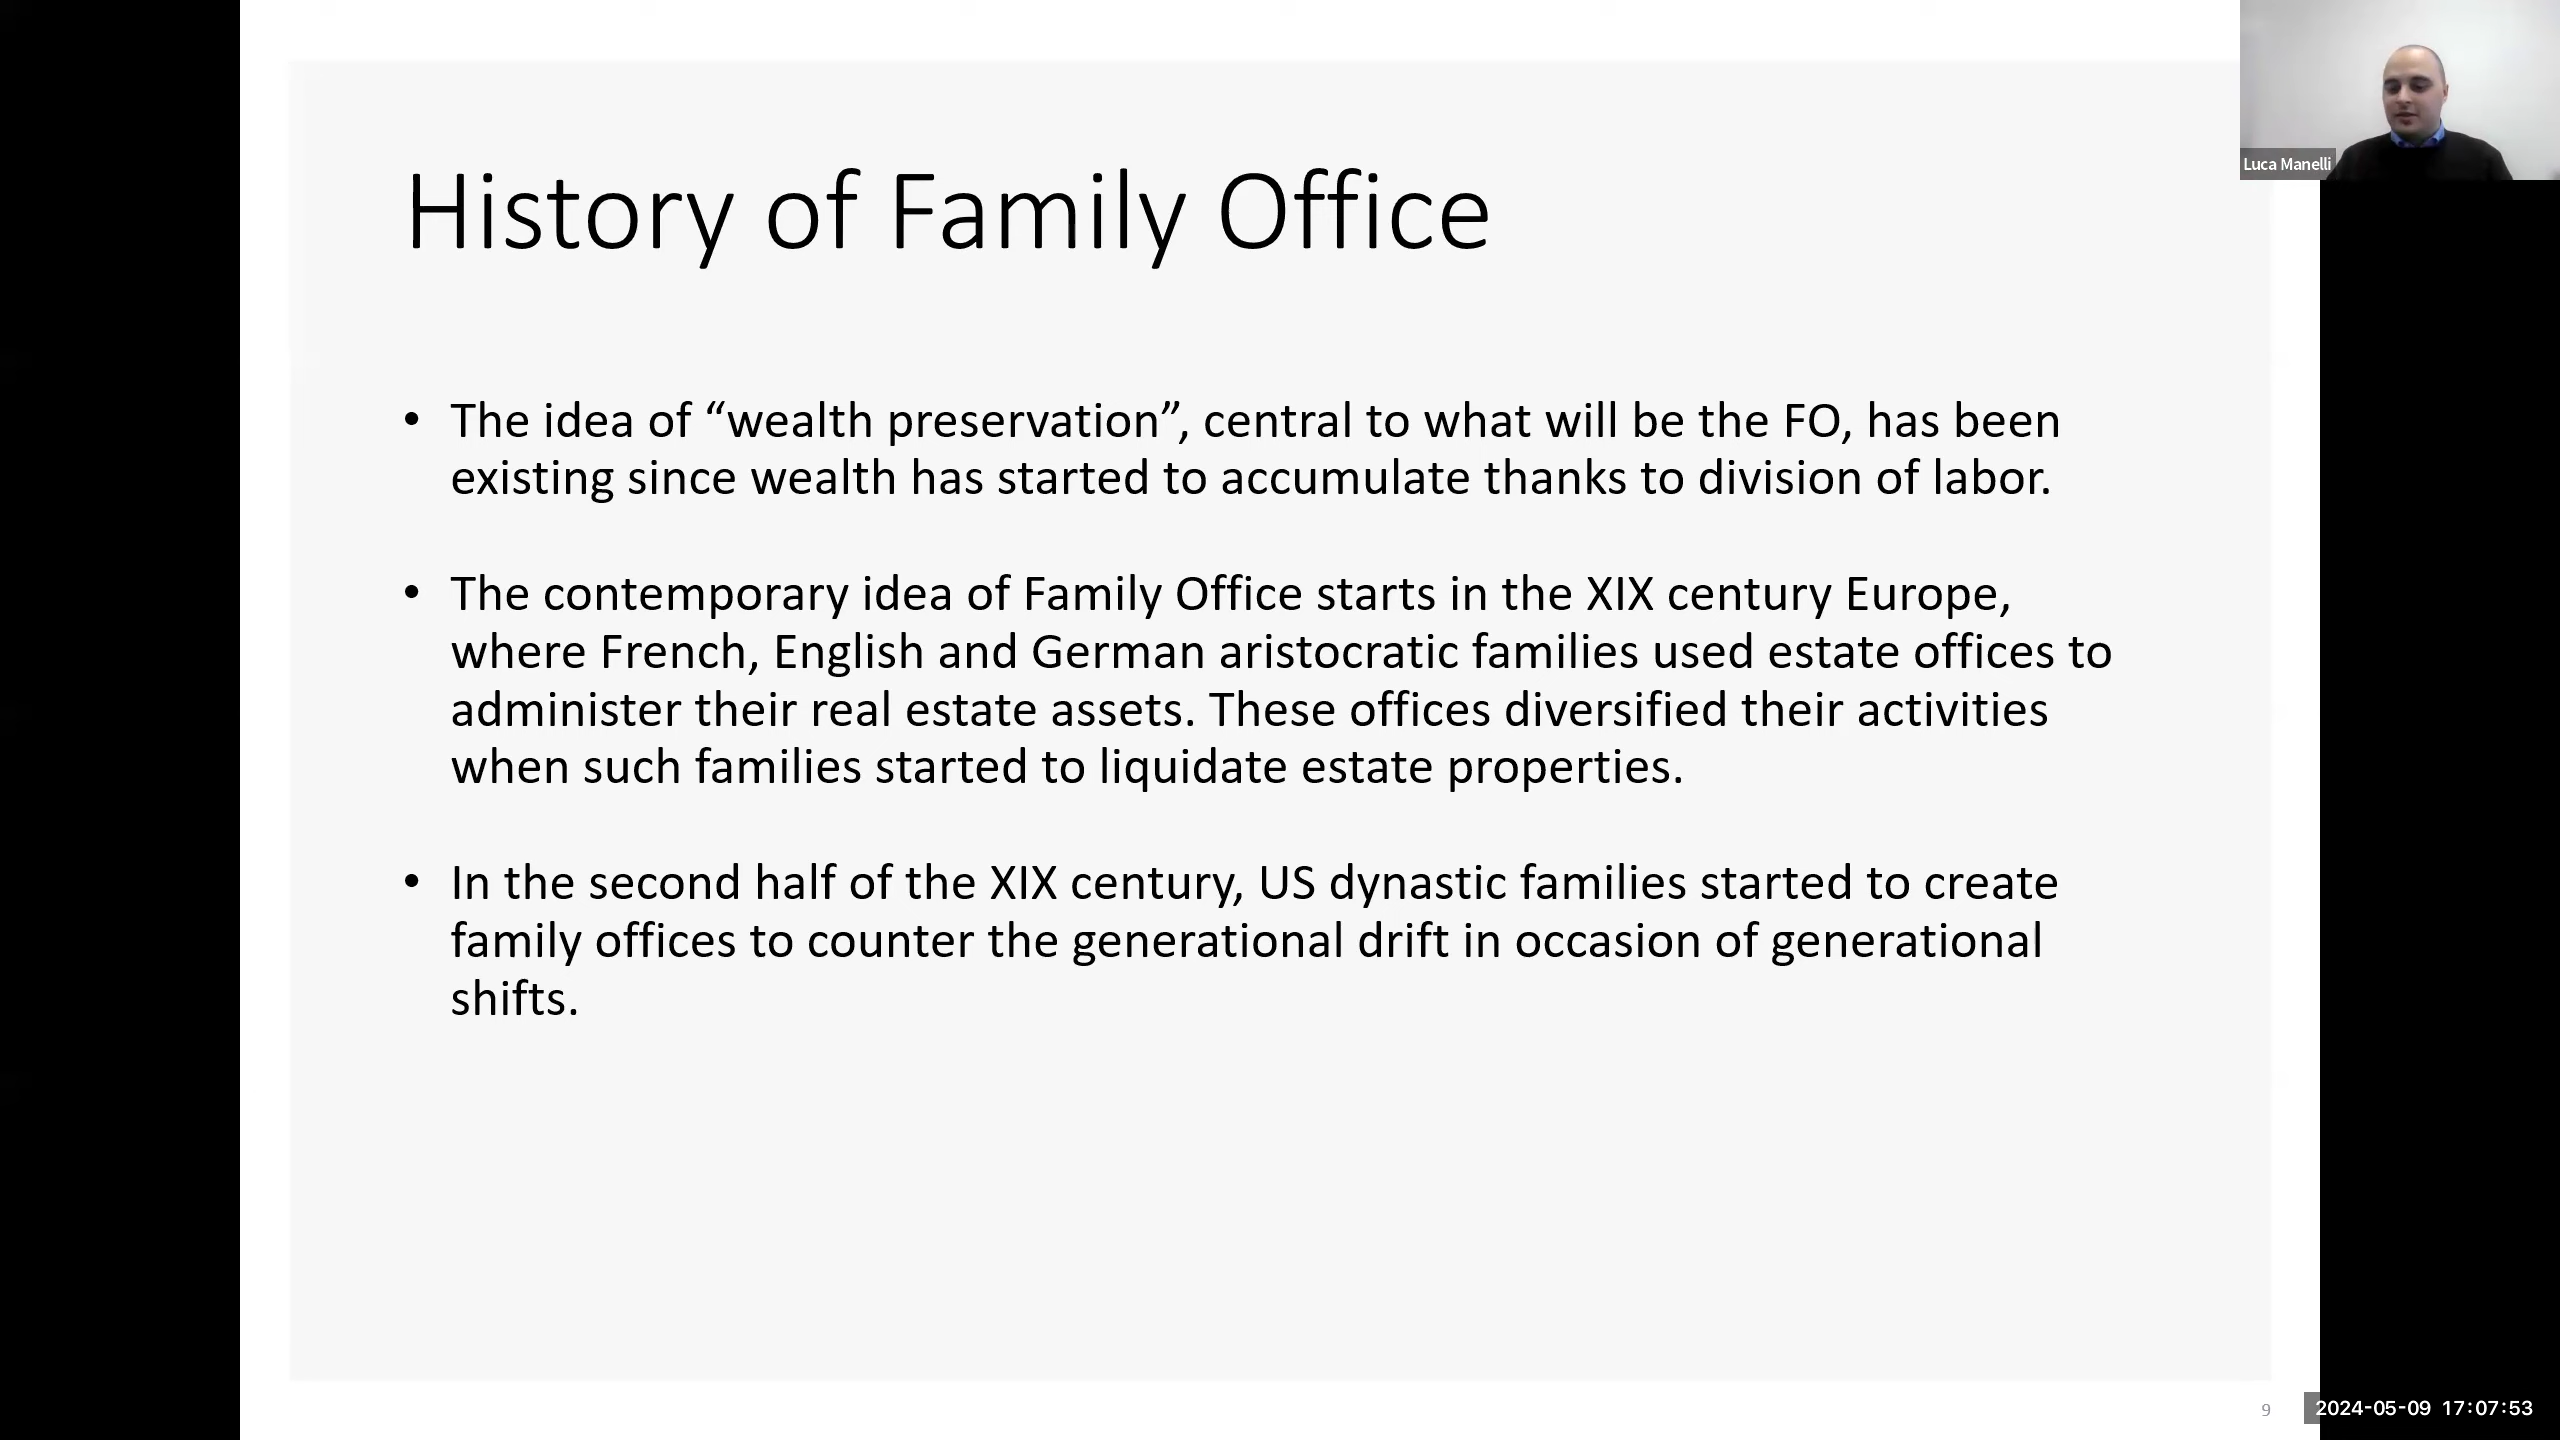 Luca Manelli
History of Family Office
• The idea of “wealth preservation”, central to what will be the FO, has been
existing since wealth has started to accumulate thanks to division of labor.
• The contemporary idea of Family Office starts in the XIX century Europe,
where French, English and German aristocratic families used estate offices to
administer their real estate assets. These offices diversified their activities
when such families started to liquidate estate properties.
• In the second half of the XIX century, US dynastic families started to create
family offices to counter the generational drift in occasion of generational
shifts.
9
2024-05-09 17:07:53